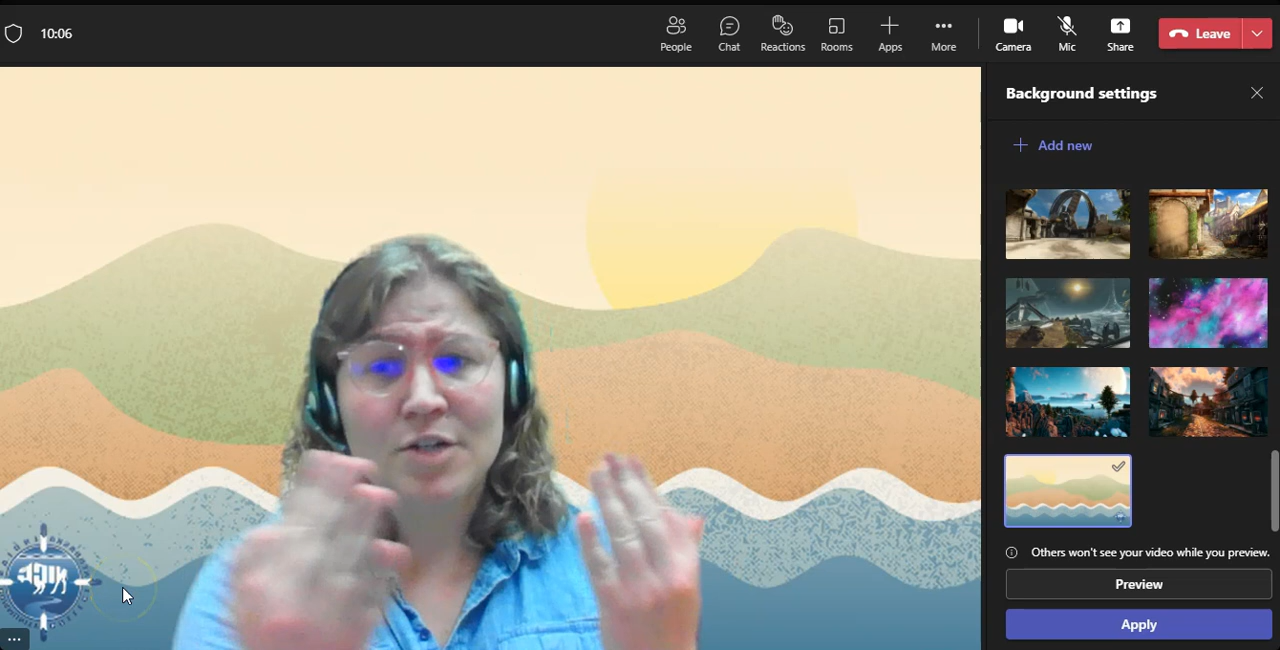 10:06
People
Chat
Reactions
Rooms
Apps
More
Camera
Mic
Share
Leave
Background settings
Add new
Others won't see your video while you preview.
Preview
Apply